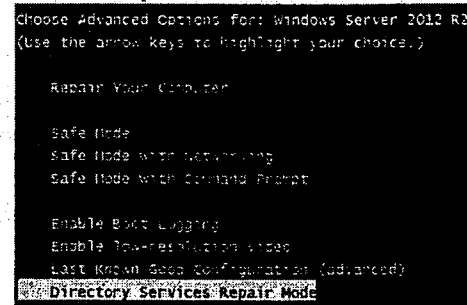 Choose Advanced Options for: Windows Server 2012 R2
(Use the arrow keys to highlight your choice.)
Repair Your Computer
Safe Mode
Safe Mode with Networking
Safe Mode with Command Prompt
Enable Boot Logging
Enable low-resolution video
Last Known Good Configuration (advanced)
Directory Services Repair Mode